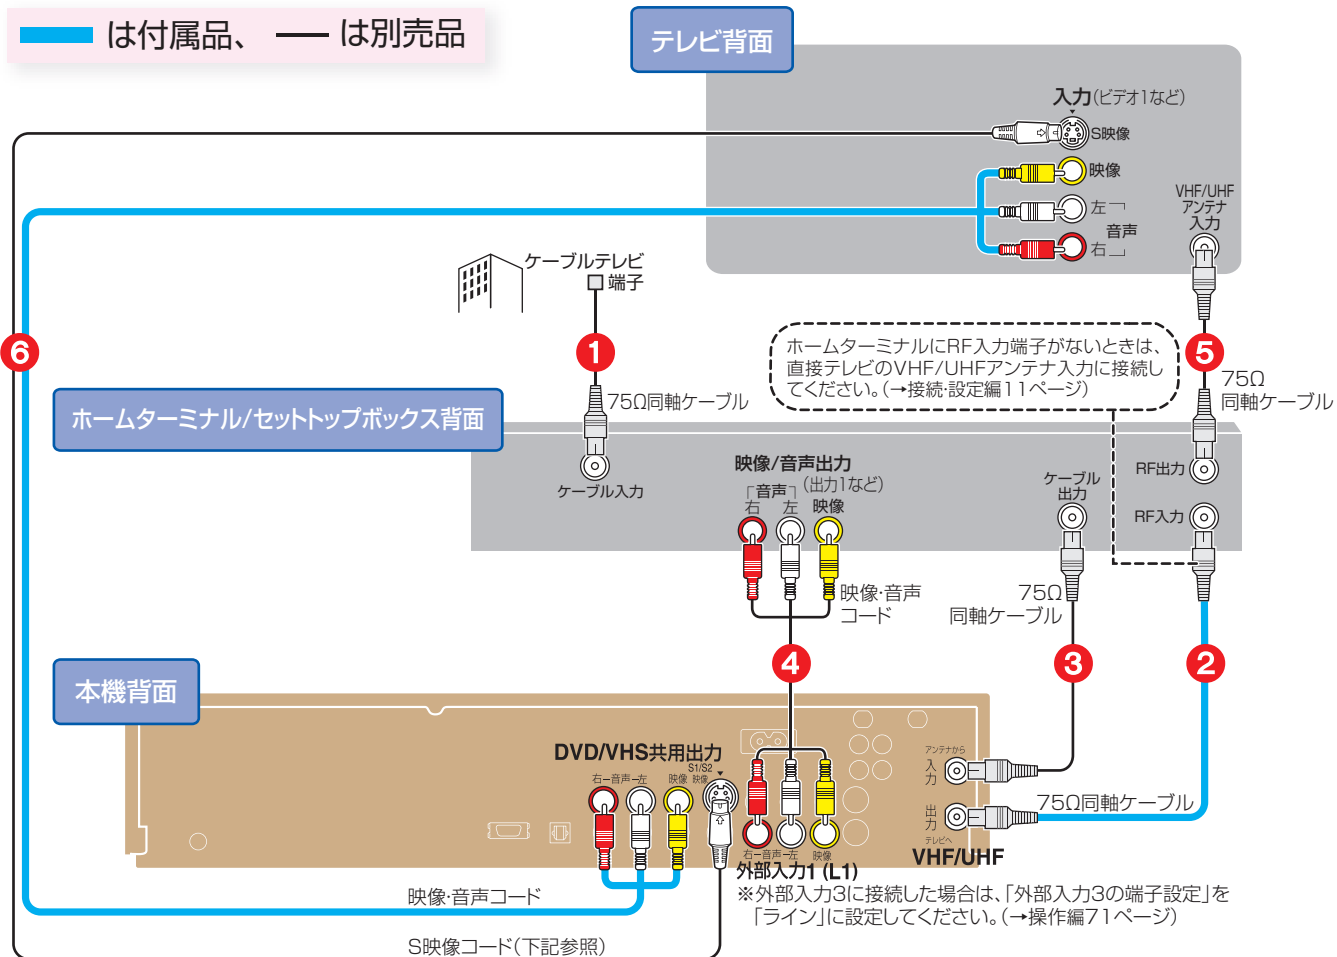 は付属品、 は別売品
テレビ背面
入力(ビデオ1など)
S映像
映像
左
音声
右
VHF/UHF
アンテナ
入力
ケーブルテレビ
端子
6
1
5
ホームターミナルにRF入力端子がないときは、
直接テレビのVHF/UHFアンテナ入力に接続し
てください。(→接続・設定編11ページ)
75Ω
同軸ケーブル
75Ω同軸ケーブル
ホームターミナル/セットトップボックス背面
ケーブル入力
映像/音声出力
(出力1など)
音声
右 左 映像
ケーブル
出力
RF出力
RF入力
映像・音声
コード
75Ω
同軸ケーブル
4
3
2
本機背面
DVD/VHS共用出力
S1/S2
右ー音声ー左 映像 映像
アンテナから
入力
75Ω同軸ケーブル
出力
テレビへ
VHF/UHF
右ー音声ー左 映像
外部入力1 (L1)
※外部入力3に接続した場合は、「外部入力3の端子設定」を
「ライン」に設定してください。(→操作編71ページ)
映像・音声コード
S映像コード(下記参照)